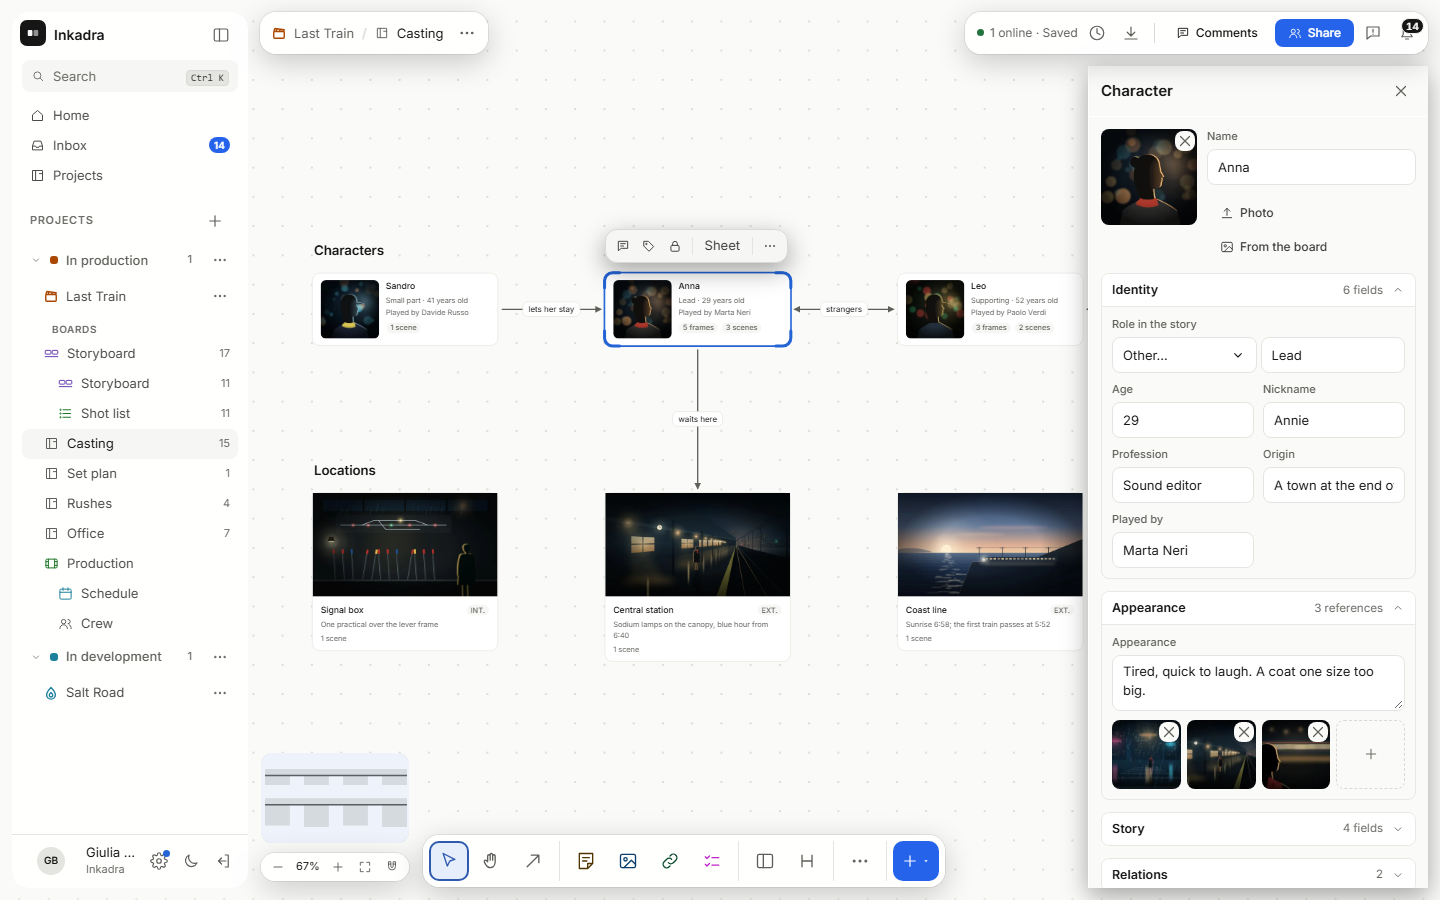 Inkadra
Search
Ctrl K
Home
Inbox
14
Projects
PROJECTS
In production
1
Last Train
BOARDS
Storyboard
17
Storyboard
11
Shot list
11
Casting
15
Set plan
1
Rushes
4
Office
7
Production
Schedule
Crew
In development
1
Salt Road
GB
Giulia ...
Inkadra
Last Train / Casting
1 online · Saved
Comments
Share
14
Characters
Sheet
Sandro
Small part · 41 years old
Played by Davide Russo
1 scene
lets her stay
Anna
Lead · 29 years old
Played by Marta Neri
5 frames
3 scenes
strangers
Leo
Supporting · 52 years old
Played by Paolo Verdi
3 frames
2 scenes
waits here
Locations
Signal box
INT.
One practical over the lever frame
1 scene
Central station
EXT.
Sodium lamps on the canopy, blue hour from
6:40
1 scene
Coast line
EXT.
Sunrise 6:58; the first train passes at 5:52
1 scene
67%
Character
Name
Anna
Photo
From the board
Identity
6 fields
Role in the story
Other...
Lead
Age
Nickname
29
Annie
Profession
Origin
Sound editor
A town at the end o
Played by
Marta Neri
Appearance
3 references
Appearance
Tired, quick to laugh. A coat one size too
big.
Story
4 fields
Relations
2